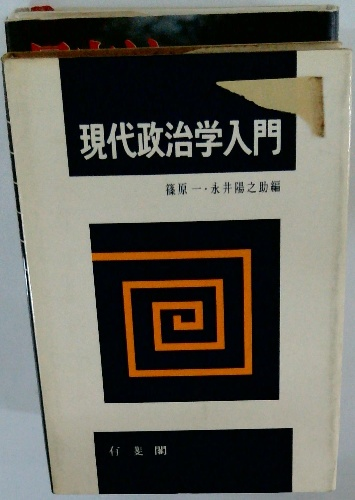 現代政治学入門
篠原一・永井陽之助編
有斐閣